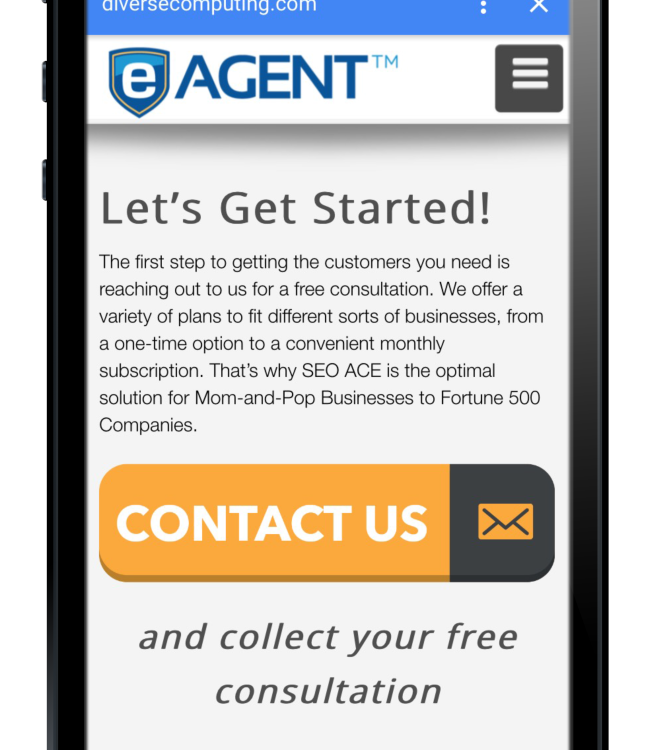 diversecomputing.com
eAGENT™
Let's Get Started!
The first step to getting the customers you need is
reaching out to us for a free consultation. We offer a
variety of plans to fit different sorts of businesses, from
a one-time option to a convenient monthly
subscription. That's why SEO ACE is the optimal
solution for Mom-and-Pop Businesses to Fortune 500
Companies.
CONTACT US
and collect your free
consultation